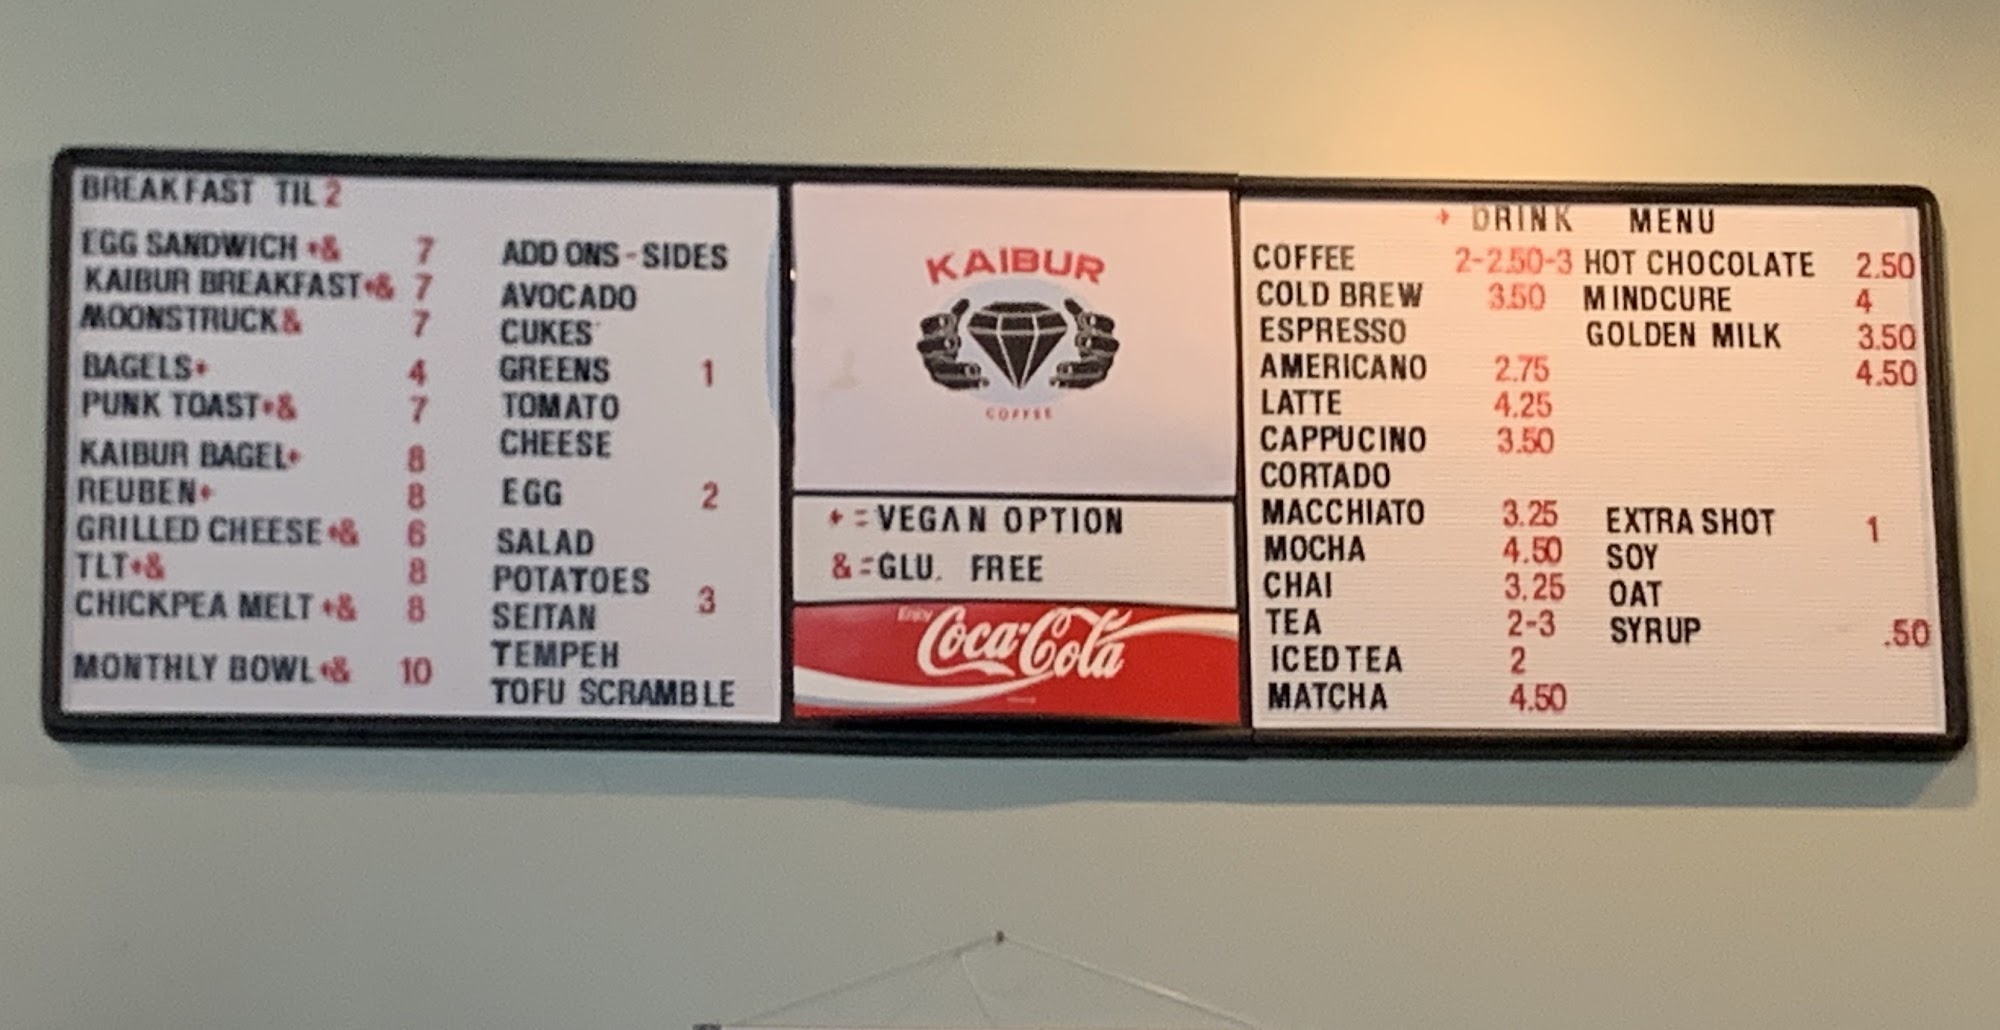 BREAKFAST TIL 2
EGG SANDWICH +& 7
KAIBUR BREAKFAST+& 7
MOONSTRUCK& 7
BAGELS+ 4
PUNK TOAST+& 7
KAIBUR BAGEL+ 8
REUBEN+ 8
GRILLED CHEESE+& 6
TLT+& 8
CHICKPEA MELT +& 8
MONTHLY BOWL+& 10
ADD ONS - SIDES
AVOCADO
CUKES
GREENS 1
TOMATO
CHEESE
EGG 2
SALAD
POTATOES
SEITAN 3
TEMPEH
TOFU SCRAMBLE
KAIBUR
COFFEE
+ = VEGAN OPTION
& = GLU. FREE
Enjoy
Coca-Cola
+ DRINK MENU
COFFEE 2-2.50-3
COLD BREW 3.50
ESPRESSO
AMERICANO 2.75
LATTE 4.25
CAPPUCINO 3.50
CORTADO
MACCHIATO 3.25
MOCHA 4.50
CHAI 3.25
TEA 2-3
ICED TEA 2
MATCHA 4.50
HOT CHOCOLATE 2.50
MINDCURE 4
GOLDEN MILK 3.50
4.50
EXTRA SHOT 1
SOY
OAT
SYRUP .50